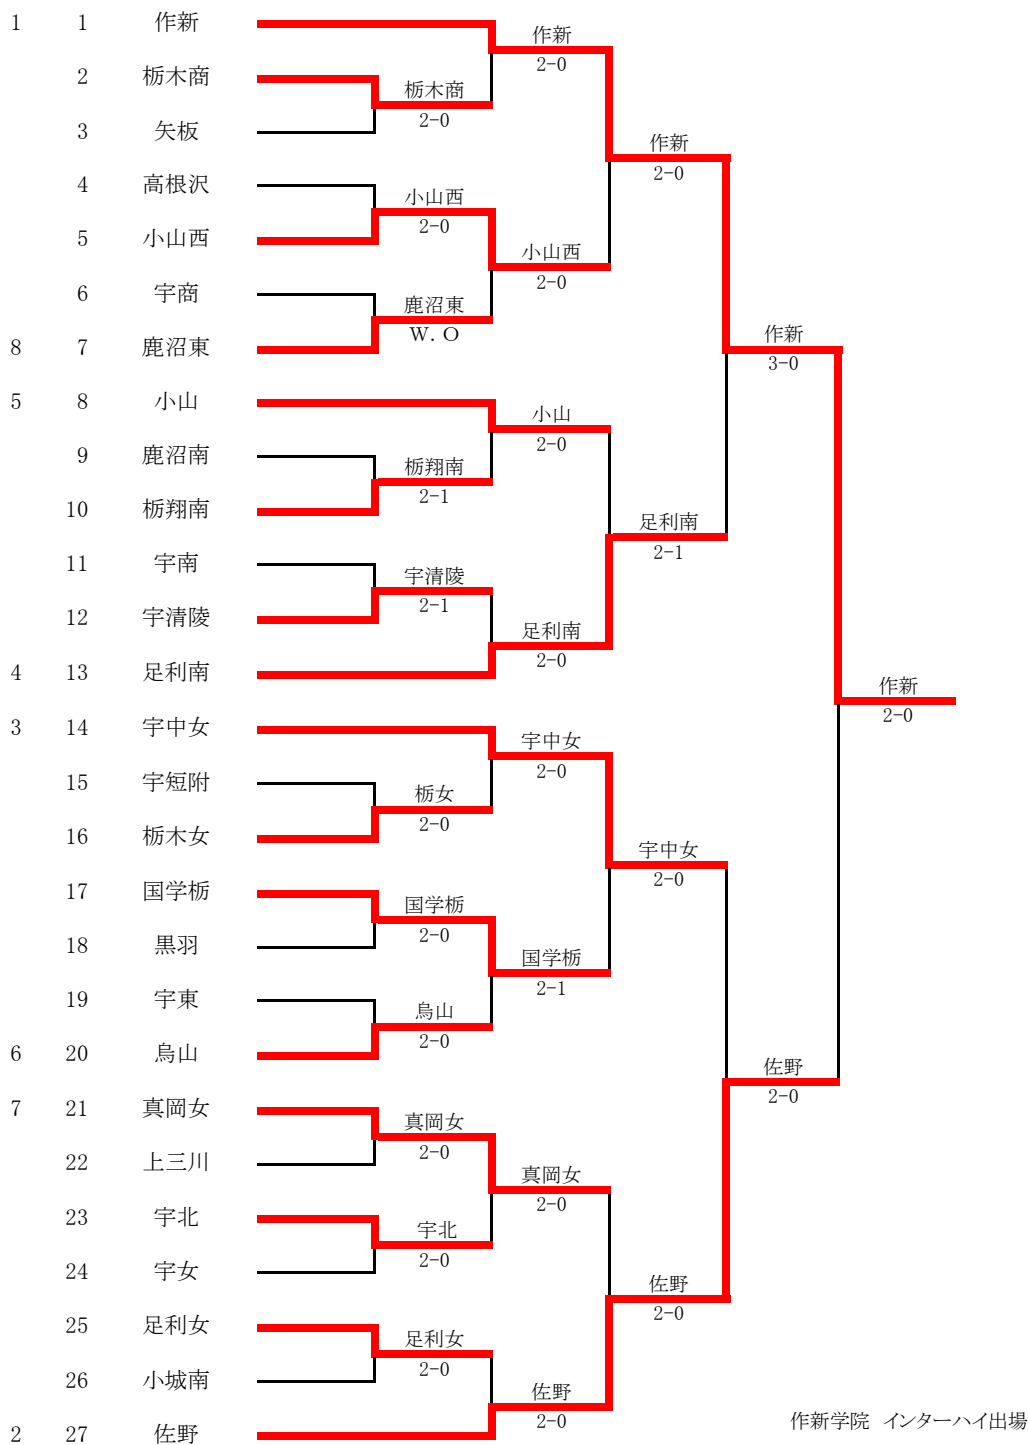 1 1 作新
作新
2-0
2 栃木商
栃木商
2-0
3 矢板
作新
2-0
4 高根沢
小山西
2-0
5 小山西
小山西
2-0
6 宇商
鹿沼東
W. O
作新
3-0
8 7 鹿沼東
5 8 小山
小山
2-0
9 鹿沼南
栃翔南
2-1
10 栃翔南
足利南
2-1
11 宇南
宇清陵
2-1
12 宇清陵
足利南
2-0
4 13 足利南
作新
2-0
3 14 宇中女
宇中女
2-0
15 宇短附
栃女
2-0
16 栃木女
宇中女
2-0
17 国学栃
国学栃
2-0
18 黒羽
国学栃
2-1
19 宇東
烏山
2-0
6 20 烏山
佐野
2-0
7 21 真岡女
真岡女
2-0
22 上三川
真岡女
2-0
23 宇北
宇北
2-0
24 宇女
佐野
2-0
25 足利女
足利女
2-0
26 小城南
佐野
2-0
2 27 佐野
作新学院 インターハイ出場